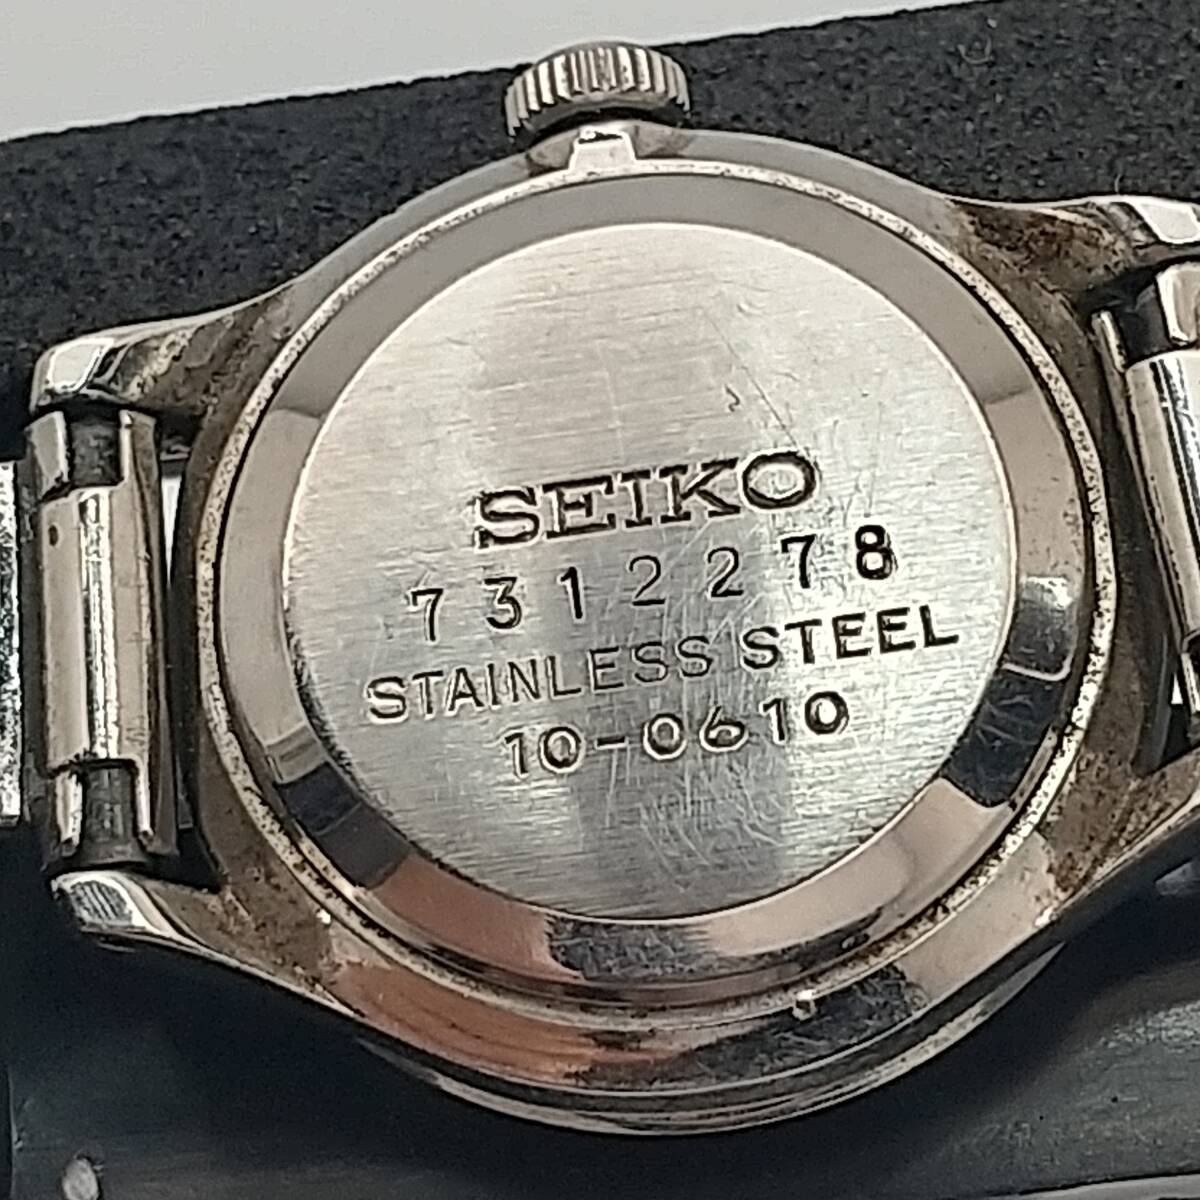 SEIKO
7312278
STAINLESS STEEL
10-0610